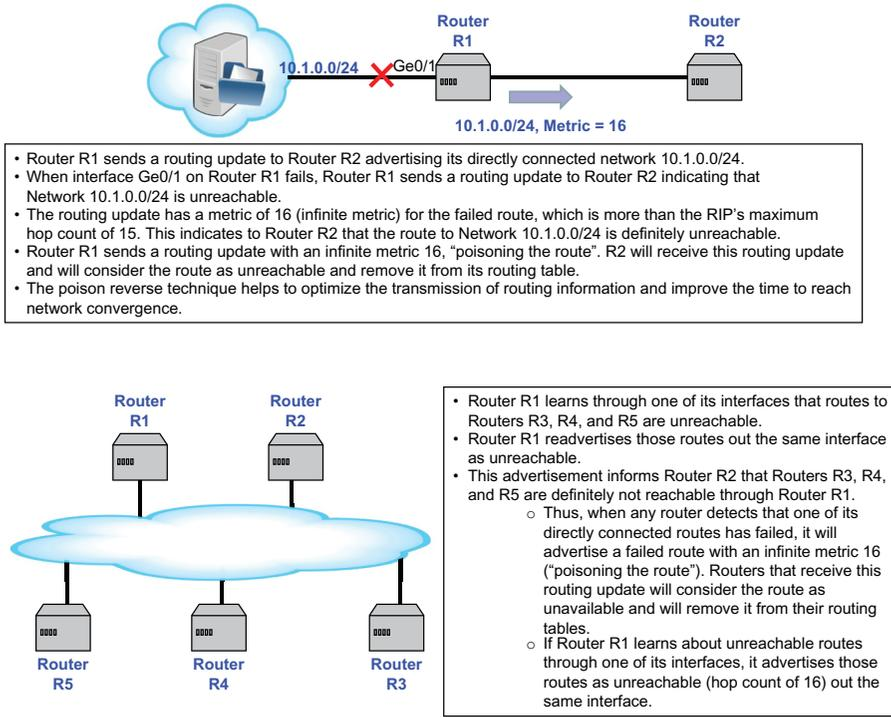 Router
R1
Router
R2
10.1.0.0/24
Ge0/1
10.1.0.0/24, Metric = 16
• Router R1 sends a routing update to Router R2 advertising its directly connected network 10.1.0.0/24.
• When interface Ge0/1 on Router R1 fails, Router R1 sends a routing update to Router R2 indicating that
Network 10.1.0.0/24 is unreachable.
• The routing update has a metric of 16 (infinite metric) for the failed route, which is more than the RIP’s maximum
hop count of 15. This indicates to Router R2 that the route to Network 10.1.0.0/24 is definitely unreachable.
• Router R1 sends a routing update with an infinite metric 16, “poisoning the route”. R2 will receive this routing update
and will consider the route as unreachable and remove it from its routing table.
• The poison reverse technique helps to optimize the transmission of routing information and improve the time to reach
network convergence.
Router
R1
Router
R2
Router
R5
Router
R4
Router
R3
• Router R1 learns through one of its interfaces that routes to
Routers R3, R4, and R5 are unreachable.
• Router R1 readvertises those routes out the same interface
as unreachable.
• This advertisement informs Router R2 that Routers R3, R4,
and R5 are definitely not reachable through Router R1.
o Thus, when any router detects that one of its
directly connected routes has failed, it will
advertise a failed route with an infinite metric 16
(“poisoning the route”). Routers that receive this
routing update will consider the route as
unavailable and will remove it from their routing
tables.
o If Router R1 learns about unreachable routes
through one of its interfaces, it advertises those
routes as unreachable (hop count of 16) out the
same interface.